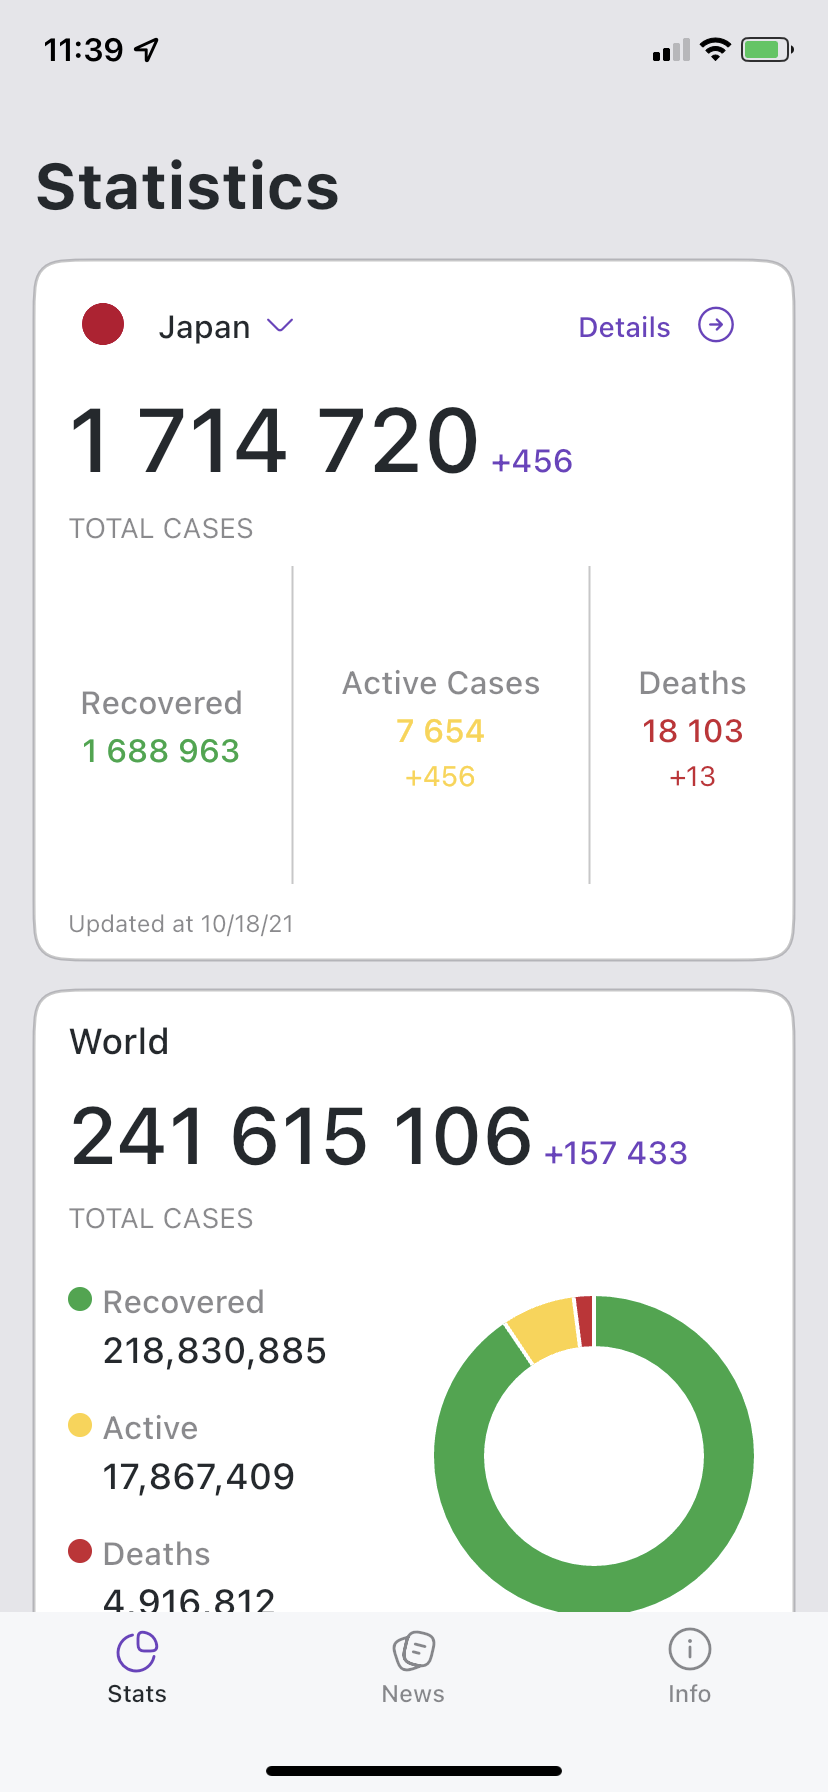 11:39
Statistics
Japan
Details
1 714 720 +456
TOTAL CASES
Recovered
1 688 963
Active Cases
7 654
+456
Deaths
18 103
+13
Updated at 10/18/21
World
241 615 106 +157 433
TOTAL CASES
Recovered
218,830,885
Active
17,867,409
Deaths
4,916,812
Stats
News
Info